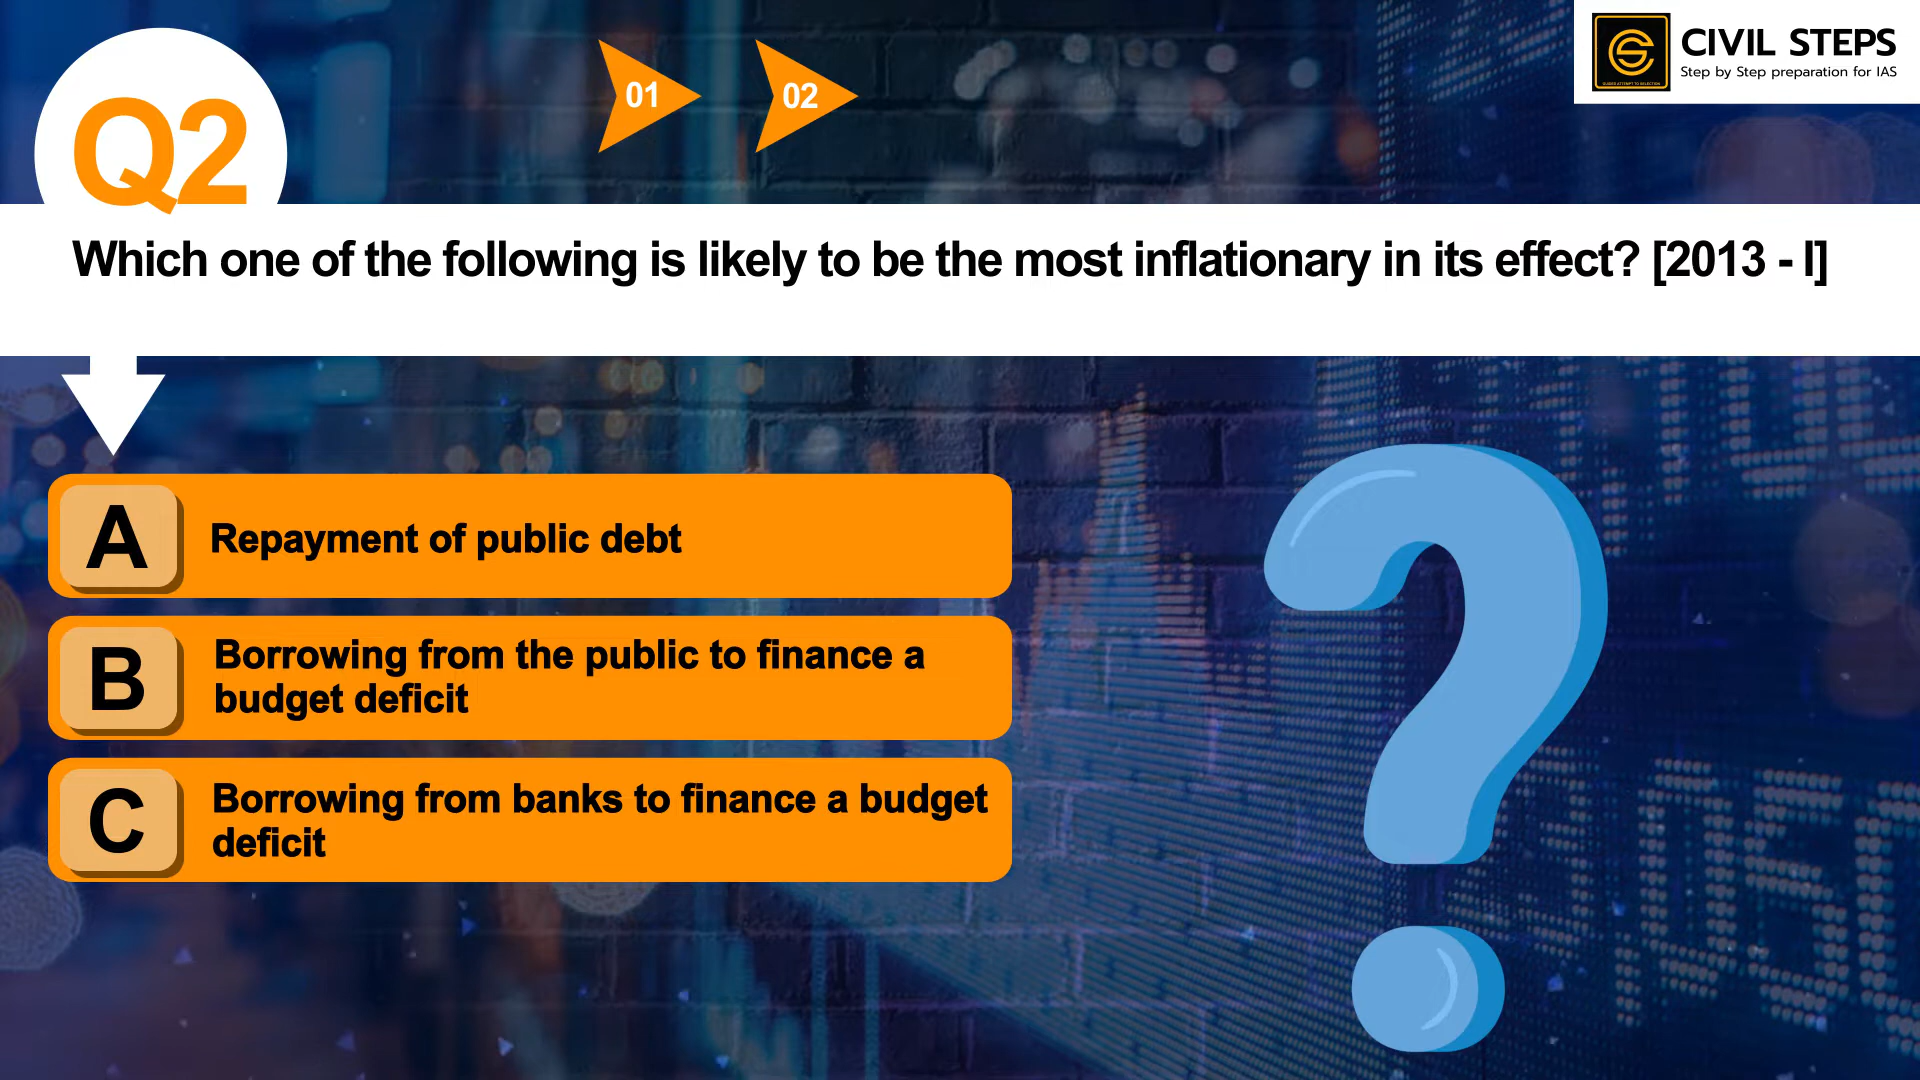 01
02
CIVIL STEPS
Step by Step preparation for IAS
Q2
Which one of the following is likely to be the most inflationary in its effect? [2013 - I]
A
Repayment of public debt
B
Borrowing from the public to finance a
budget deficit
C
Borrowing from banks to finance a budget
deficit